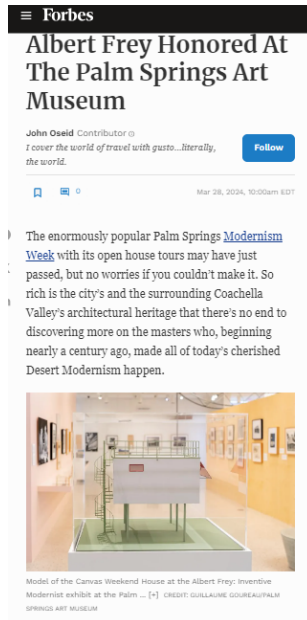 Forbes
Albert Frey Honored At
The Palm Springs Art
Museum
John Oseid Contributor
I cover the world of travel with gusto...literally,
the world.
Follow
0
Mar 28, 2024, 10:00am EDT
The enormously popular Palm Springs Modernism
Week with its open house tours may have just
passed, but no worries if you couldn't make it. So
rich is the city's and the surrounding Coachella
Valley's architectural heritage that there's no end to
discovering more on the masters who, beginning
nearly a century ago, made all of today's cherished
Desert Modernism happen.
Model of the Canvas Weekend House at the Albert Frey: Inventive
Modernist exhibit at the Palm ... [+] CREDIT: GUILLAUME GOUREAU/PALM
SPRINGS ART MUSEUM